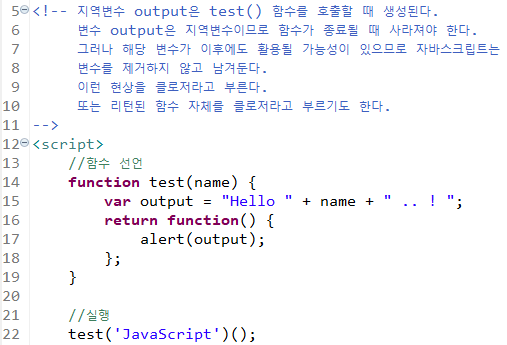 5 <!-- 지역변수 output은 test() 함수를 호출할 때 생성된다.
6 변수 output은 지역변수이므로 함수가 종료될 때 사라져야 한다.
7 그러나 해당 변수가 이후에도 활용될 가능성이 있으므로 자바스크립트는
8 변수를 제거하지 않고 남겨둔다.
9 이런 현상을 클로저라고 부른다.
10 또는 리턴된 함수 자체를 클로저라고 부르기도 한다.
11 -->
12 <script>
13 //함수 선언
14 function test(name) {
15 var output = "Hello " + name + " .. ! ";
16 return function() {
17 alert(output);
18 };
19 }
20
21 //실행
22 test('JavaScript')();